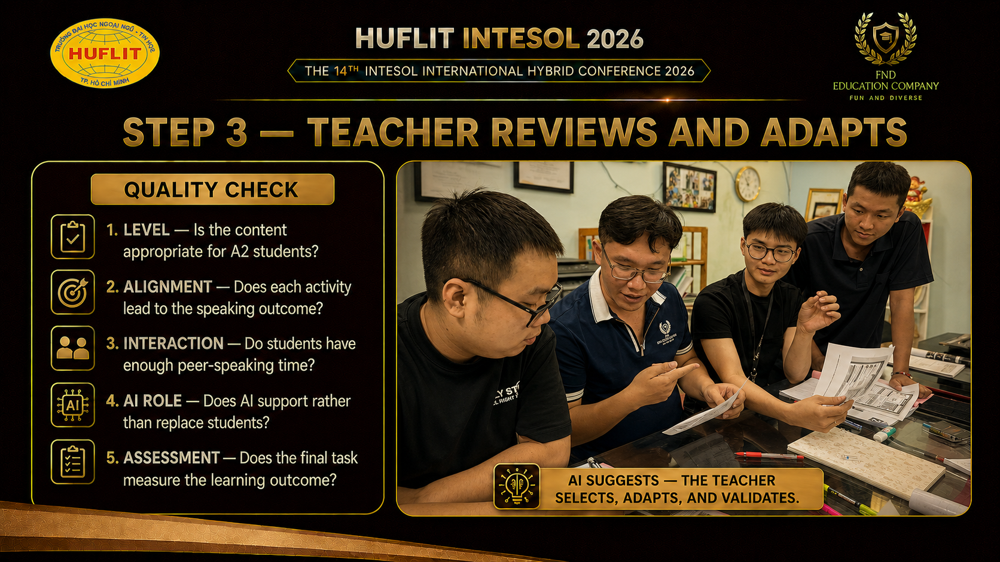 TRƯỜNG ĐẠI HỌC NGOẠI NGỮ - TIN HỌC
HUFLIT
TP. HỒ CHÍ MINH
HUFLIT INTESOL 2026
THE 14TH INTESOL INTERNATIONAL HYBRID CONFERENCE 2026
FND
EDUCATION COMPANY
FUN AND DIVERSE
STEP 3 — TEACHER REVIEWS AND ADAPTS
QUALITY CHECK
1. LEVEL — Is the content
appropriate for A2 students?
2. ALIGNMENT — Does each activity
lead to the speaking outcome?
3. INTERACTION — Do students have
enough peer-speaking time?
AI
4. AI ROLE — Does AI support rather
than replace students?
5. ASSESSMENT — Does the final task
measure the learning outcome?
AI SUGGESTS — THE TEACHER
SELECTS, ADAPTS, AND VALIDATES.